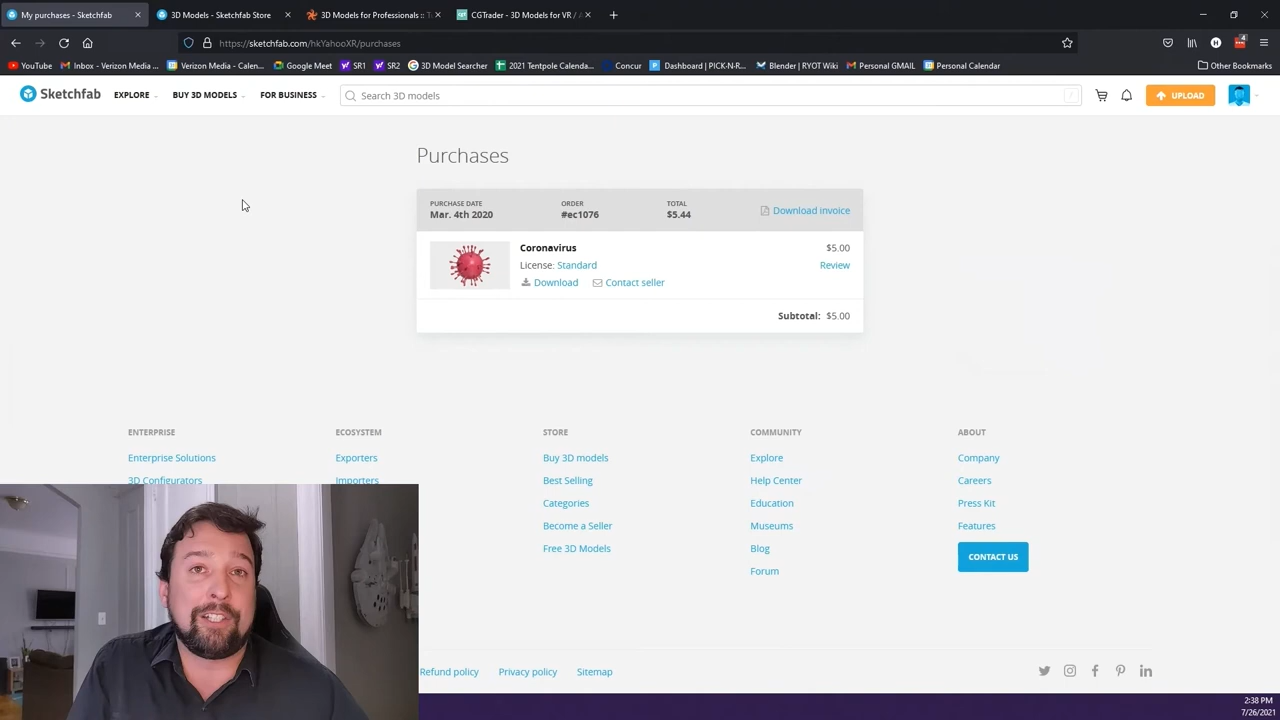 My purchases - Sketchfab
3D Models - Sketchfab Store
3D Models for Professionals :: T
CGTrader - 3D Models for VR / A
https://sketchfab.com/hkYahooXR/purchases
4
YouTube
Inbox - Verizon Media ...
Verizon Media - Calen...
Google Meet
SR1
SR2
3D Model Searcher
2021 Tentpole Calenda...
Concur
Dashboard | PICK-N-R...
Blender | RYOT Wiki
Personal GMAIL
Personal Calendar
Other Bookmarks
Sketchfab
EXPLORE
BUY 3D MODELS
FOR BUSINESS
Search 3D models
/
UPLOAD
Purchases
PURCHASE DATE
Mar. 4th 2020
ORDER
#ec1076
TOTAL
$5.44
Download invoice
Coronavirus
$5.00
License: Standard
Review
Download
Contact seller
Subtotal: $5.00
ENTERPRISE
Enterprise Solutions
3D Configurators
ECOSYSTEM
Exporters
Importers
STORE
Buy 3D models
Best Selling
Categories
Become a Seller
Free 3D Models
COMMUNITY
Explore
Help Center
Education
Museums
Blog
Forum
ABOUT
Company
Careers
Press Kit
Features
CONTACT US
Refund policy
Privacy policy
Sitemap
2:38 PM
7/26/2021